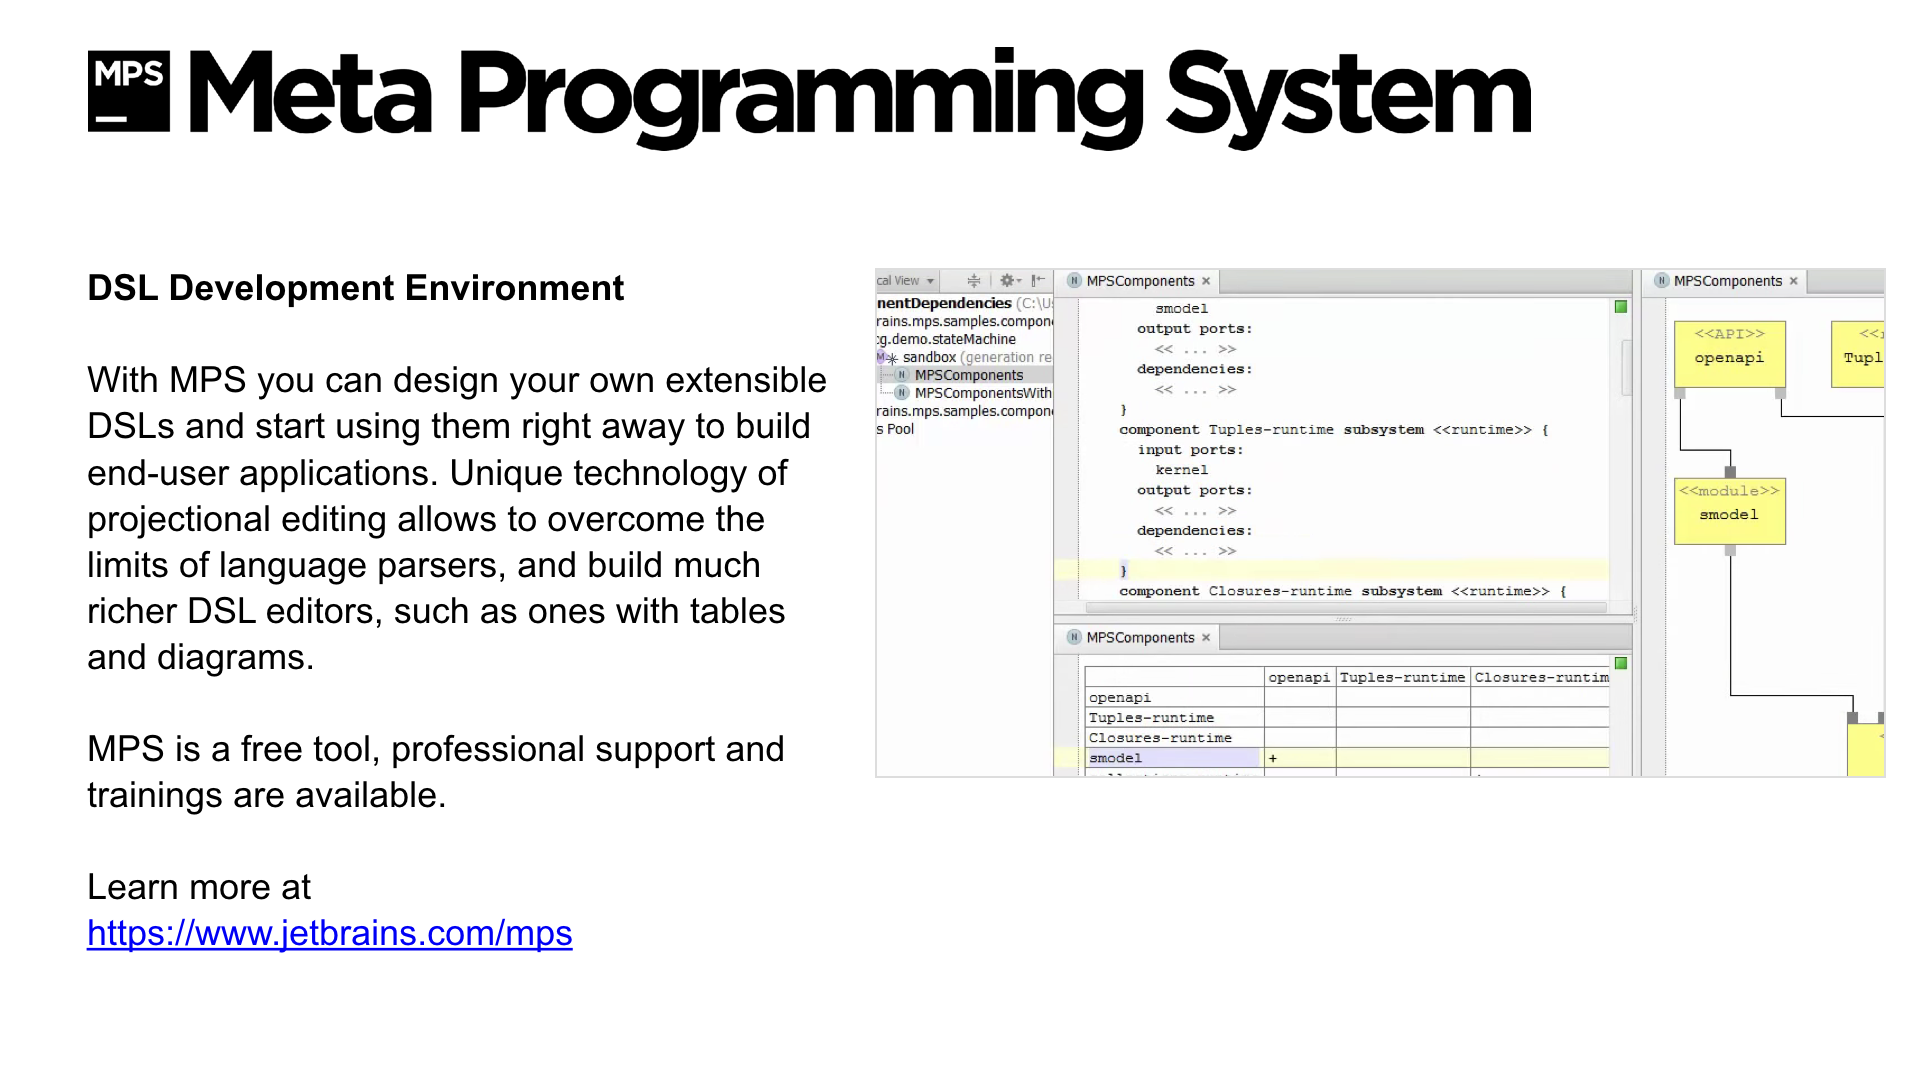 MPS
Meta Programming System
DSL Development Environment
With MPS you can design your own extensible
DSLs and start using them right away to build
end-user applications. Unique technology of
projectional editing allows to overcome the
limits of language parsers, and build much
richer DSL editors, such as ones with tables
and diagrams.
MPS is a free tool, professional support and
trainings are available.
Learn more at
https://www.jetbrains.com/mps
cal View
nentDependencies (C:\Us
rains.mps.samples.compone
cg.demo.stateMachine
sandbox (generation re
MPSComponents
MPSComponentsWith
rains.mps.samples.compone
s Pool
MPSComponents
smodel
output ports:
<< ... >>
dependencies:
<< ... >>
}
component Tuples-runtime subsystem <<runtime>> {
input ports:
kernel
output ports:
<< ... >>
dependencies:
<< ... >>
}
component Closures-runtime subsystem <<runtime>> {
MPSComponents
openapi Tuples-runtime Closures-runtim
openapi
Tuples-runtime
Closures-runtime
smodel +
MPSComponents
<<API>>
openapi
Tupl
<<module>>
smodel